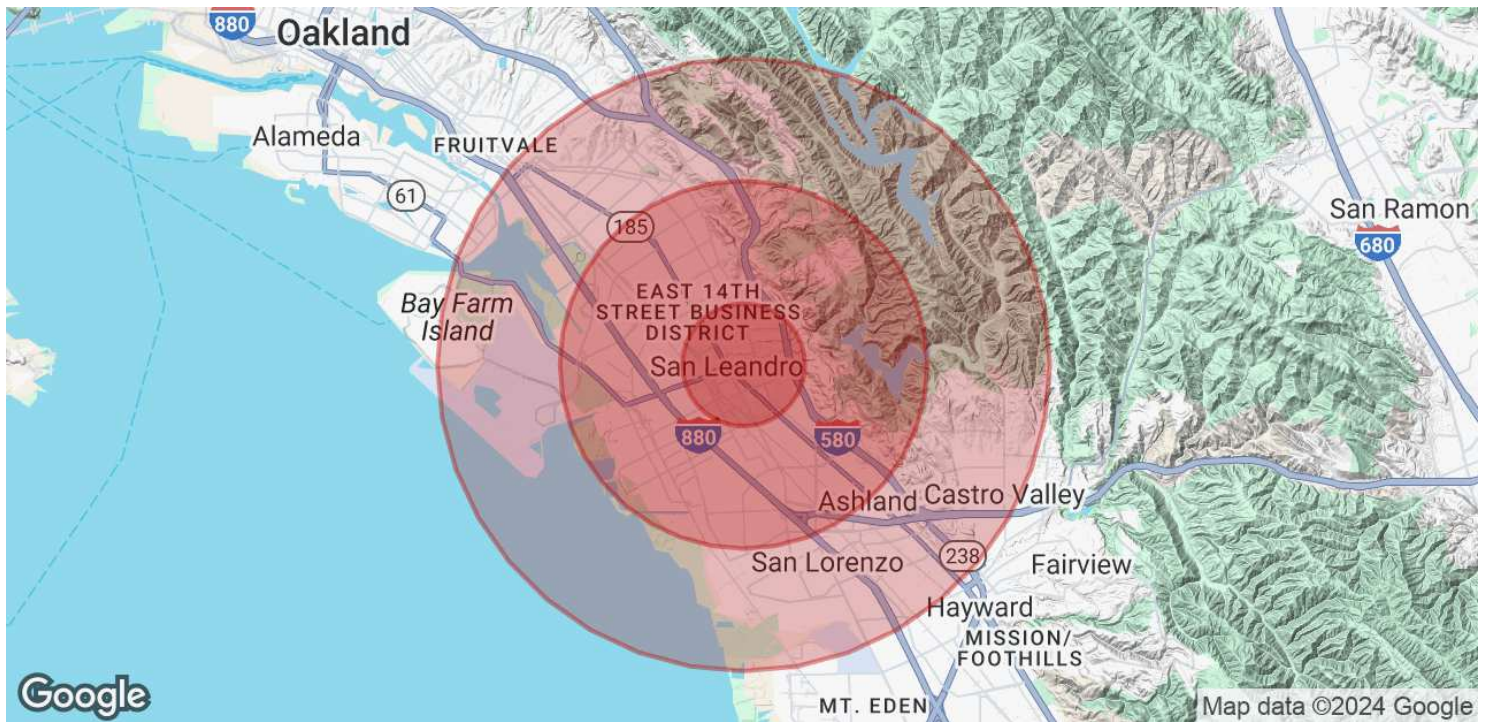 880
Oakland
Alameda
FRUITVALE
61
185
San Ramon
680
Bay Farm
Island
EAST 14TH
STREET BUSINESS
DISTRICT
San Leandro
880
580
Ashland
Castro Valley
San Lorenzo
238
Fairview
Hayward
MISSION/
FOOTHILLS
MT. EDEN
Google
Map data ©2024 Google